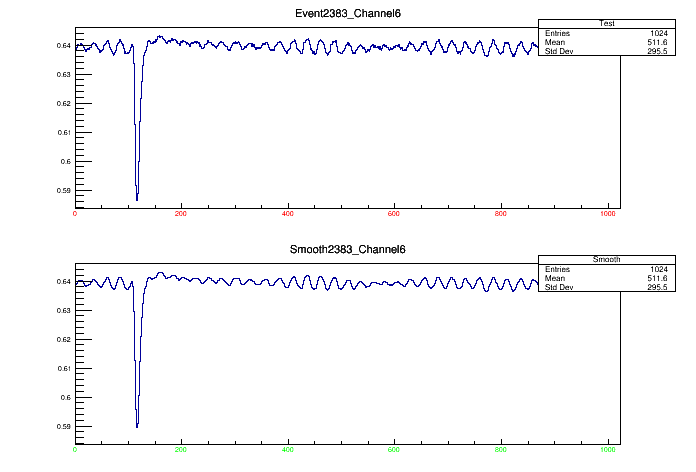 Event2383_Channel6
Test
Entries 1024
Mean 511.6
Std Dev 295.5
0.64
0.63
0.62
0.61
0.6
0.59
0 200 400 600 800 1000
Smooth2383_Channel6
Smooth
Entries 1024
Mean 511.6
Std Dev 295.5
0.64
0.63
0.62
0.61
0.6
0.59
0 200 400 600 800 1000